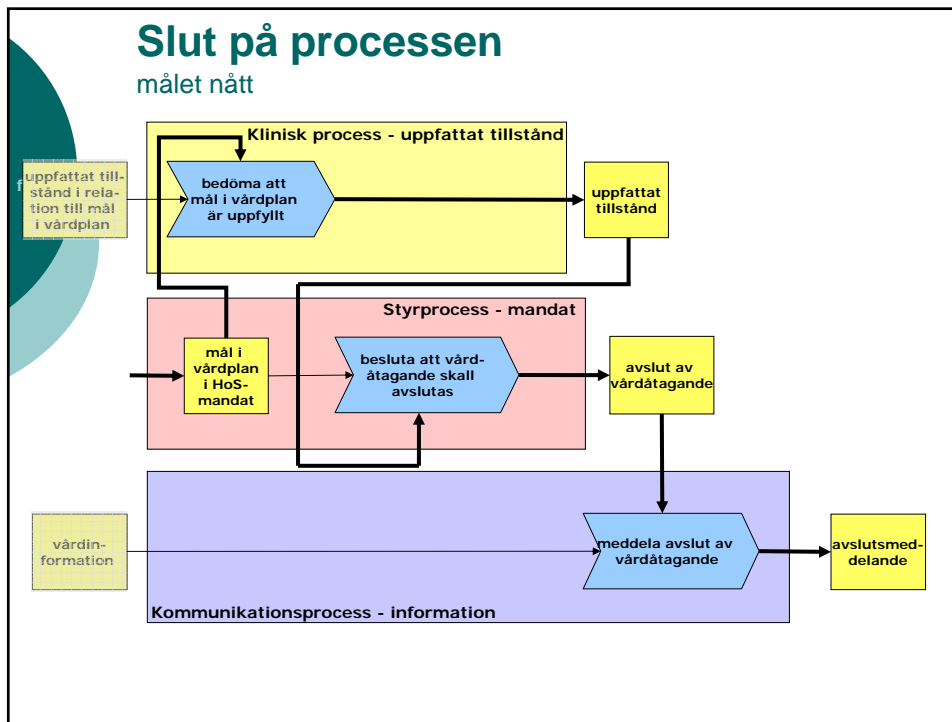 Slut på processen
målet nått
Klinisk process - uppfattat tillstånd
f
uppfattat till-
stånd i rela-
tion till mål
i vårdplan
bedöma att
mål i vårdplan
är uppfyllt
uppfattat
tillstånd
Styrprocess - mandat
mål i
vårdplan
i HoS-
mandat
besluta att vård-
åtagande skall
avslutas
avslut av
vårdåtagande
vårdin-
formation
meddela avslut av
vårdåtagande
avslutsmed-
delande
Kommunikationsprocess - information